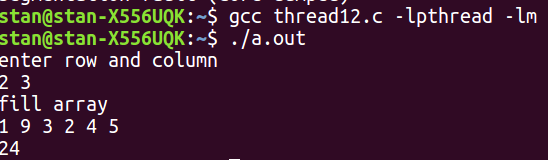 stan@stan-X556UQK:~$ gcc thread12.c -lpthread -lm
stan@stan-X556UQK:~$ ./a.out
enter row and column
2 3
fill array
1 9 3 2 4 5
24